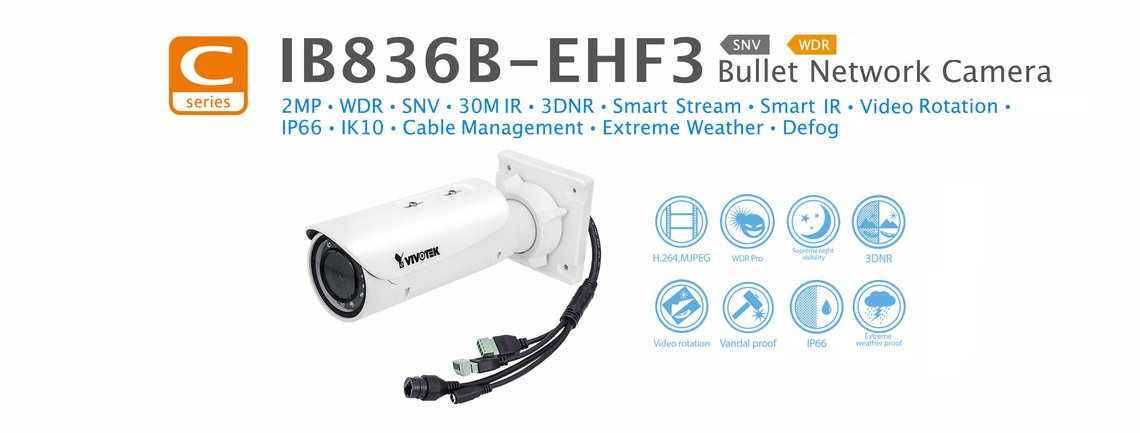 C
series
IB836B-EHF3
SNV
WDR
Bullet Network Camera
2MP • WDR • SNV • 30M IR • 3DNR • Smart Stream • Smart IR • Video Rotation •
IP66 • IK10 • Cable Management • Extreme Weather • Defog
VIVOTEK
H.264,MJPEG
WDR Pro
Supreme night
visibility
3DNR
Video rotation
Vandal proof
IP66
Extreme
weather proof